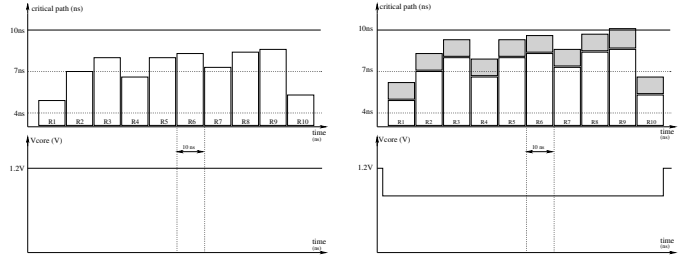 critical path (ns)
10ns
7ns
4ns
R1 R2 R3 R4 R5 R6 R7 R8 R9 R10
time
(ns)
Vcore (V)
10 ns
1.2V
time
(ns)
critical path (ns)
10ns
7ns
4ns
R1 R2 R3 R4 R5 R6 R7 R8 R9 R10
time
(ns)
Vcore (V)
10 ns
1.2V
time
(ns)